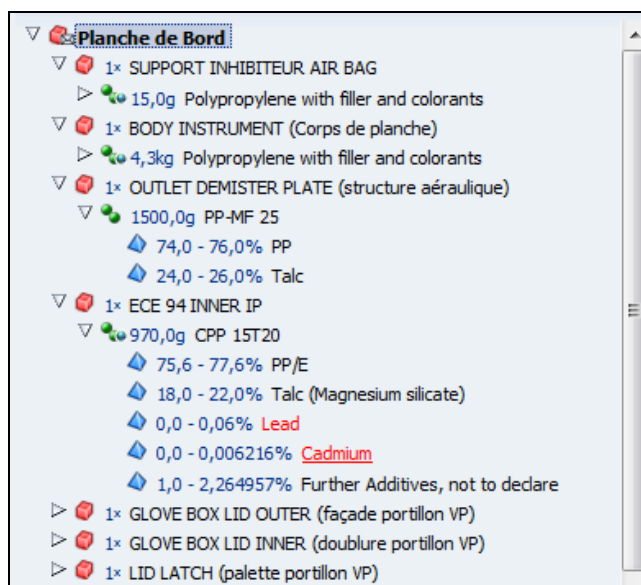 Planche de Bord
1x SUPPORT INHIBITEUR AIR BAG
15,0g Polypropylene with filler and colorants
1x BODY INSTRUMENT (Corps de planche)
4,3kg Polypropylene with filler and colorants
1x OUTLET DEMISTER PLATE (structure aéraulique)
1500,0g PP-MF 25
74,0 - 76,0% PP
24,0 - 26,0% Talc
1x ECE 94 INNER IP
970,0g CPP 15T20
75,6 - 77,6% PP/E
18,0 - 22,0% Talc (Magnesium silicate)
0,0 - 0,06% Lead
0,0 - 0,006216% Cadmium
1,0 - 2,264957% Further Additives, not to declare
1x GLOVE BOX LID OUTER (façade portillon VP)
1x GLOVE BOX LID INNER (doublure portillon VP)
1x LID LATCH (palette portillon VP)